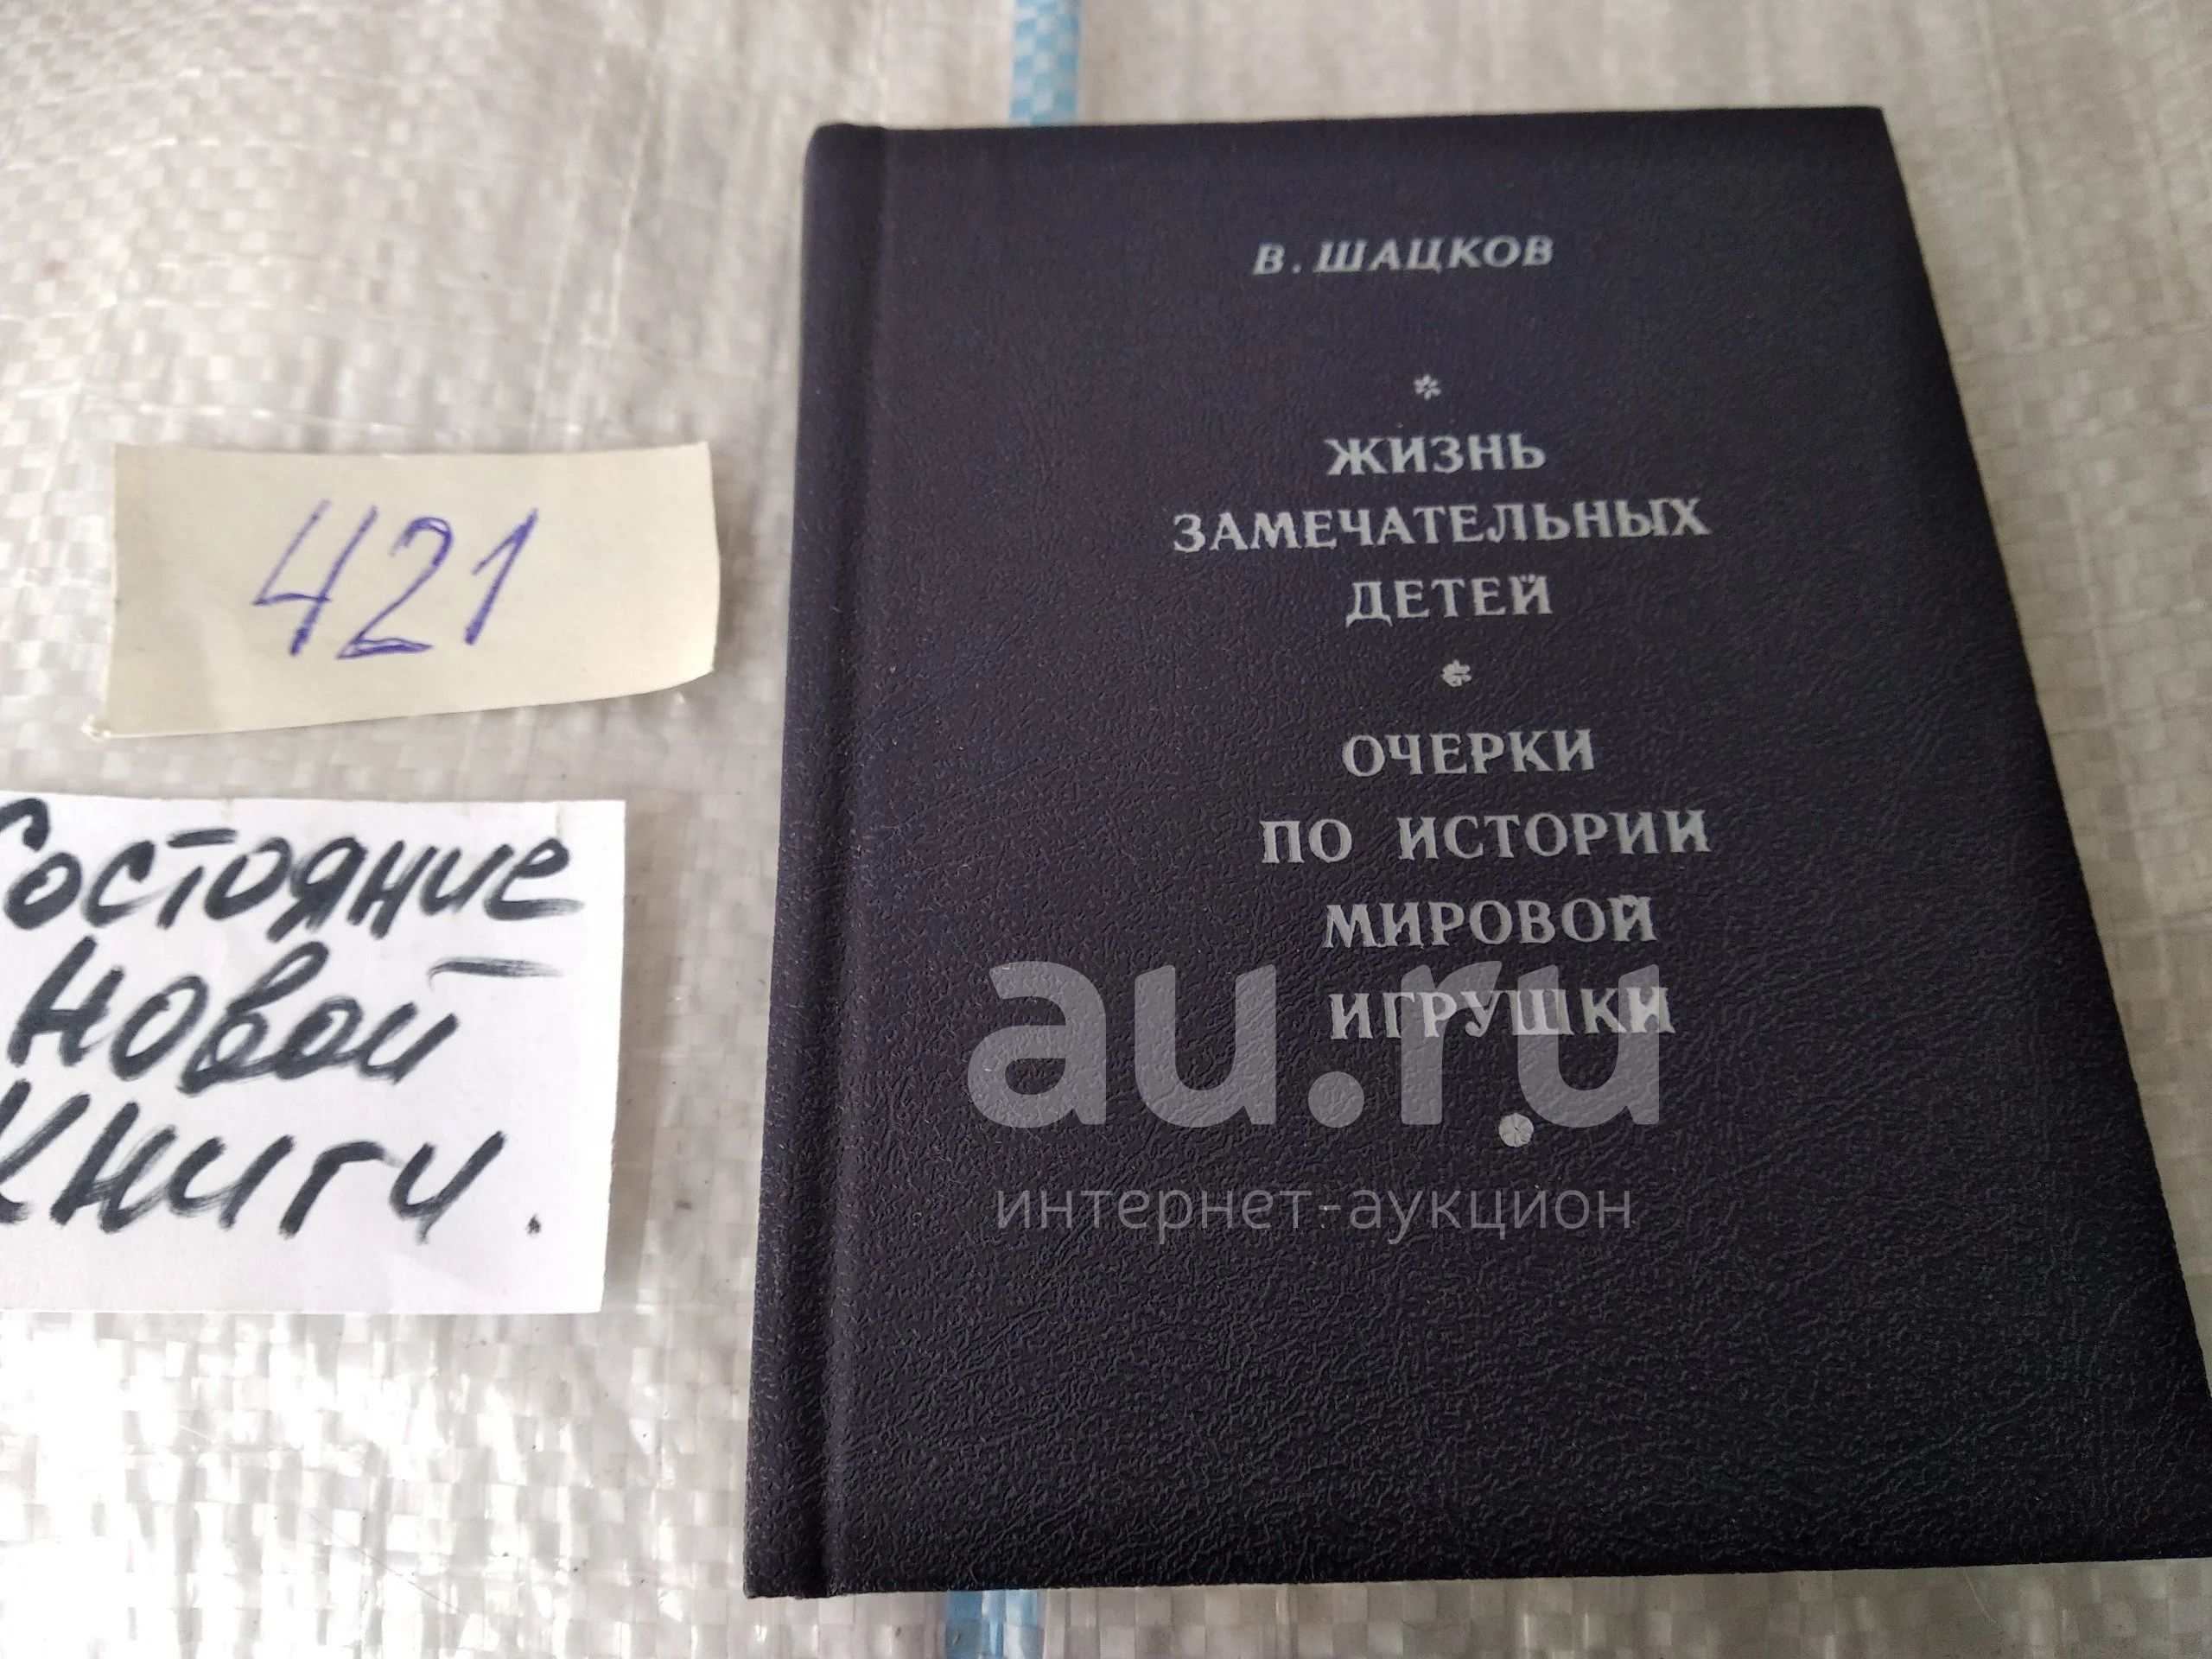 421
Состояние
новой
книги.
В. ШАЦКОВ
ЖИЗНЬ
ЗАМЕЧАТЕЛЬНЫХ
ДЕТЕЙ
ОЧЕРКИ
ПО ИСТОРИИ
МИРОВОЙ
ИГРУШКИ
au.ru
интернет-аукцион